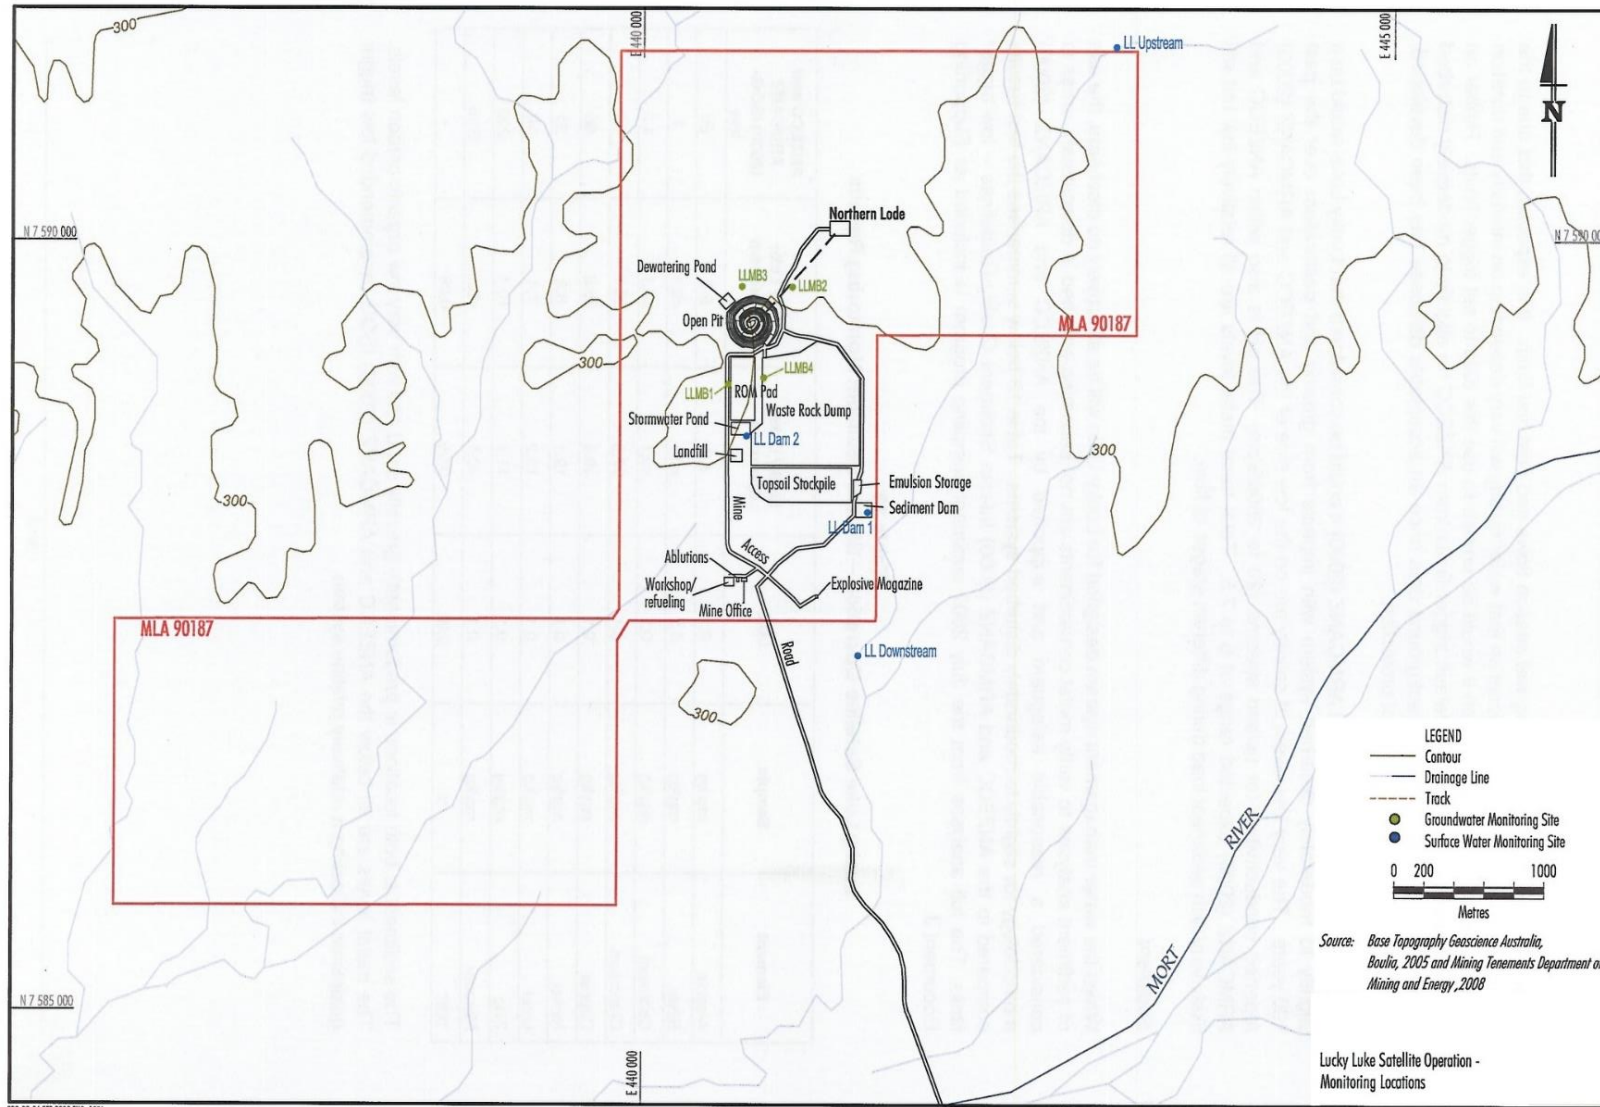 300
E 440 000
E 445 000
LL Upstream
N
N 7 590 000
N 7 590 00
Northern Lode
Dewatering Pond
LLMB3
LLMB2
Open Pit
MLA 90187
300
LLMB1
LLMB4
ROM Pad
Stormwater Pond
Waste Rock Dump
LL Dam 2
Landfill
300
300
Topsoil Stockpile
Emulsion Storage
Mine
Sediment Dam
LL Dam 1
Access
Ablutions
Workshop/
refueling
Explosive Magazine
Mine Office
MLA 90187
Road
LL Downstream
300
LEGEND
Contour
Drainage Line
Track
Groundwater Monitoring Site
Surface Water Monitoring Site
0 200 1000
Metres
RIVER
MORT
Source: Base Topography Geoscience Australia,
Boulia, 2005 and Mining Tenements Department o
Mining and Energy ,2008
N 7 585 000
E 440 000
Lucky Luke Satellite Operation -
Monitoring Locations